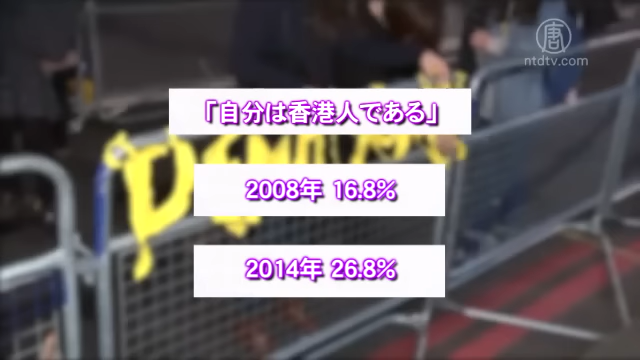 唐
ntdtv.com
「自分は香港人である」
2008年 16.8%
2014年 26.8%